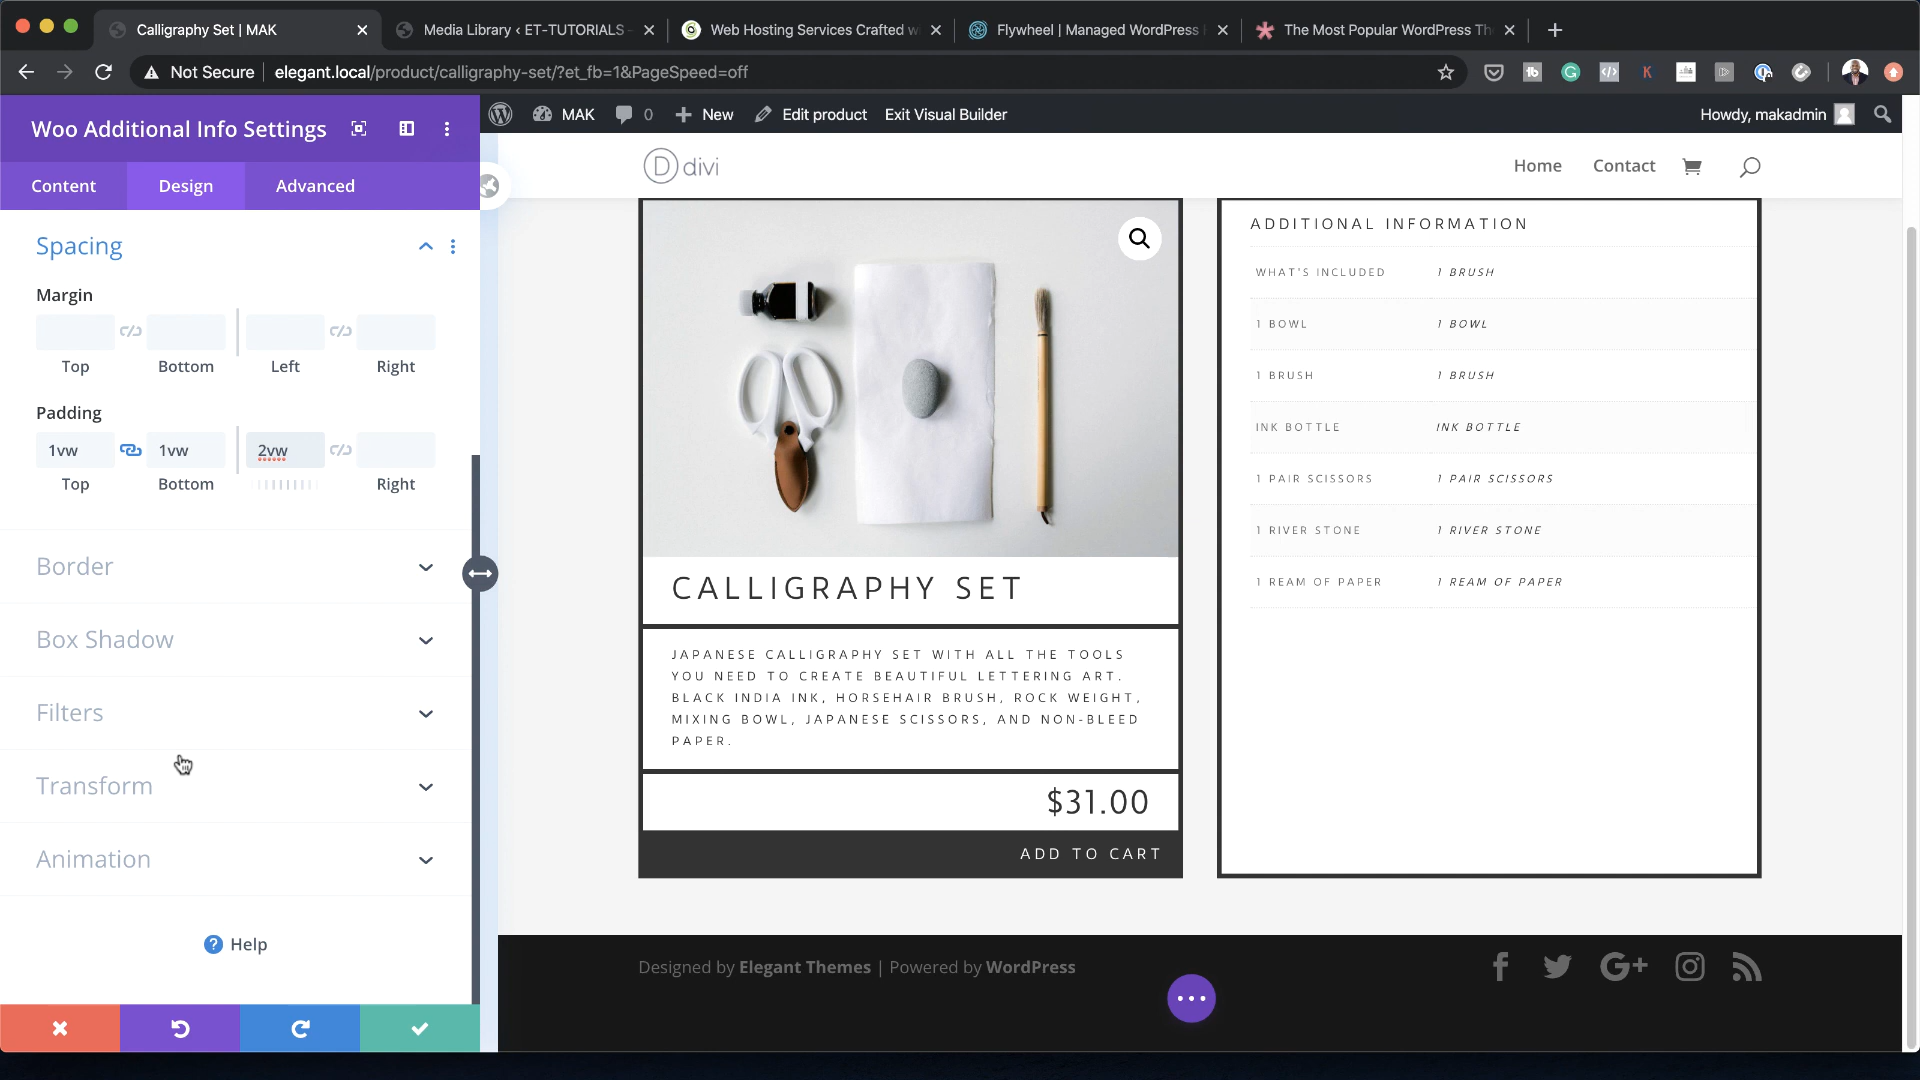 Calligraphy Set | MAK
Media Library ‹ ET-TUTORIALS -
Web Hosting Services Crafted w
Flywheel | Managed WordPress
The Most Popular WordPress Th
Not Secure
elegant.local/product/calligraphy-set/?et_fb=1&PageSpeed=off
Woo Additional Info Settings
MAK
0
New
Edit product
Exit Visual Builder
Howdy, makadmin
Content
Design
Advanced
divi
Home
Contact
Spacing
Margin
Top
Bottom
Left
Right
Padding
1vw
1vw
2vw
Top
Bottom
Right
Border
Box Shadow
Filters
Transform
Animation
? Help
CALLIGRAPHY SET
JAPANESE CALLIGRAPHY SET WITH ALL THE TOOLS
YOU NEED TO CREATE BEAUTIFUL LETTERING ART.
BLACK INDIA INK, HORSEHAIR BRUSH, ROCK WEIGHT,
MIXING BOWL, JAPANESE SCISSORS, AND NON-BLEED
PAPER.
$31.00
ADD TO CART
ADDITIONAL INFORMATION
WHAT'S INCLUDED 1 BRUSH
1 BOWL 1 BOWL
1 BRUSH 1 BRUSH
INK BOTTLE INK BOTTLE
1 PAIR SCISSORS 1 PAIR SCISSORS
1 RIVER STONE 1 RIVER STONE
1 REAM OF PAPER 1 REAM OF PAPER
Designed by Elegant Themes | Powered by WordPress